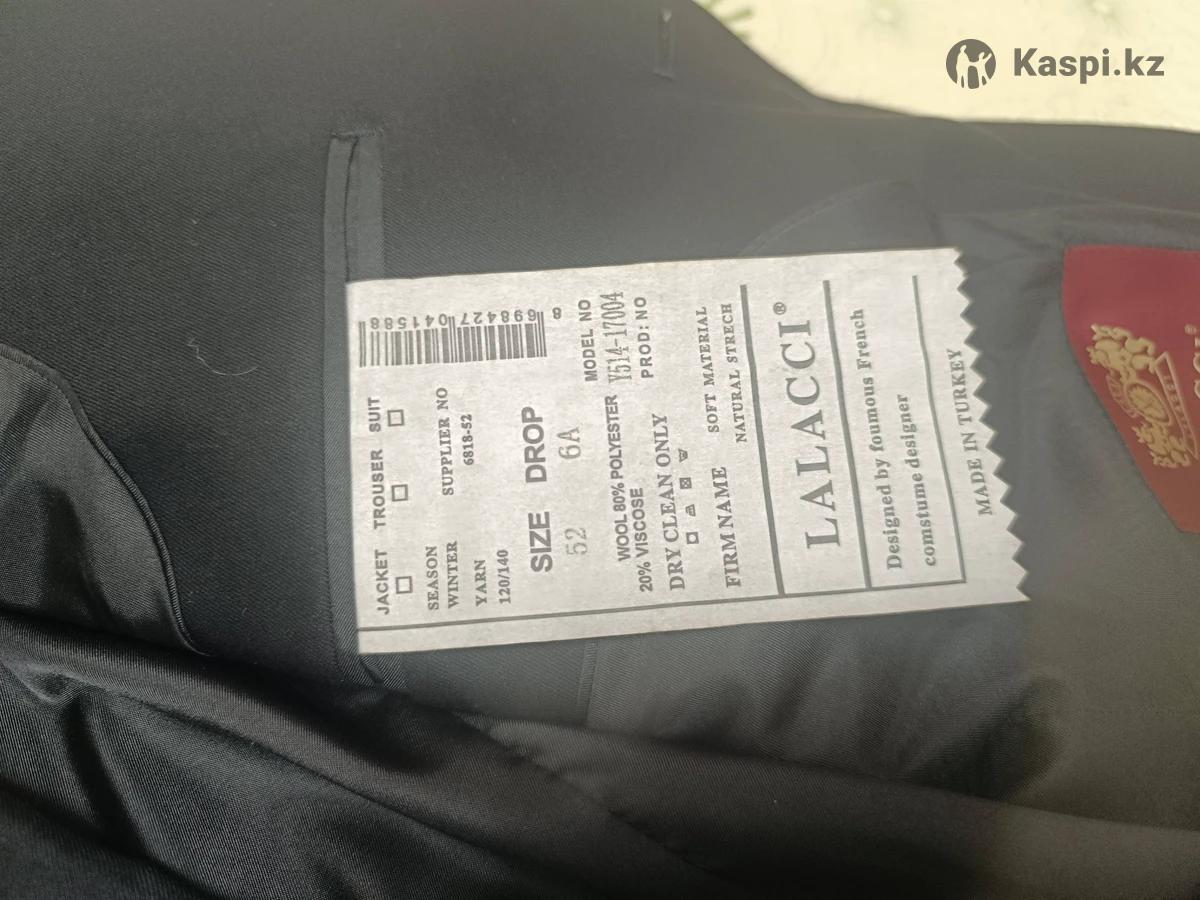 Kaspi.kz
JACKET TROUSER SUIT
SEASON
WINTER
SUPPLIER NO
6818-52
YARN
120/140
8 698427 041588
SIZE DROP
52 6A
MODEL NO
Y514-17004
PROD: NO
WOOL 80% POLYESTER
20% VISCOSE
DRY CLEAN ONLY
FIRM NAME
SOFT MATERIAL
NATURAL STRECH
LALACCI®
Designed by foumous French
comstume designer
MADE IN TURKEY